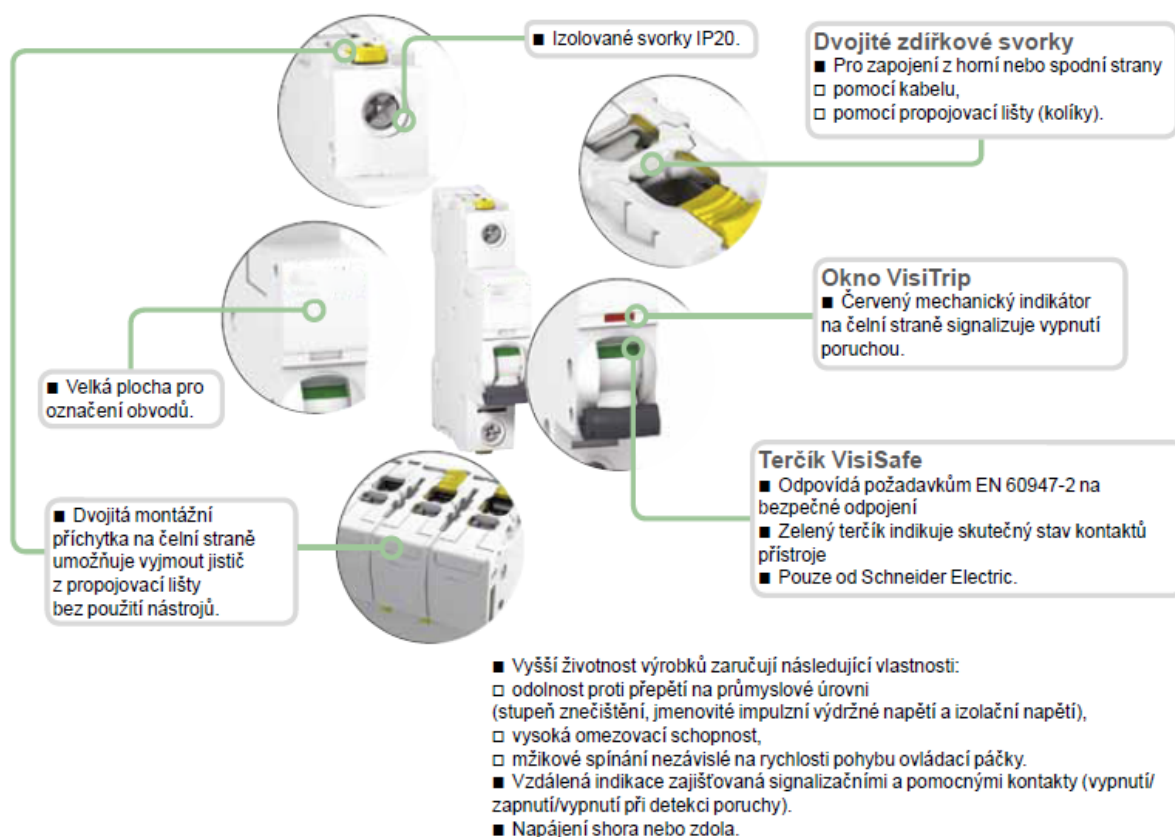 ■ Izolované svorky IP20.
Dvojité zdířkové svorky
■ Pro zapojení z horní nebo spodní strany
□ pomocí kabelu,
□ pomocí propojovací lišty (kolíky).
Okno VisiTrip
■ Červený mechanický indikátor
na čelní straně signalizuje vypnutí
poruchou.
■ Velká plocha pro
označení obvodů.
Terčík VisiSafe
■ Odpovídá požadavkům EN 60947-2 na
bezpečné odpojení
■ Zelený terčík indikuje skutečný stav kontaktů
přístroje
■ Pouze od Schneider Electric.
■ Dvojitá montážní
příchytka na čelní straně
umožňuje vyjmout jistič
z propojovací lišty
bez použití nástrojů.
■ Vyšší životnost výrobků zaručují následující vlastnosti:
□ odolnost proti přepětí na průmyslové úrovni
(stupeň znečištění, jmenovité impulzní výdržné napětí a izolační napětí),
□ vysoká omezovací schopnost,
□ mžikové spínání nezávislé na rychlosti pohybu ovládací páčky.
■ Vzdálená indikace zajišťovaná signalizačními a pomocnými kontakty (vypnutí/
zapnutí/vypnutí při detekci poruchy).
■ Napájení shora nebo zdola.